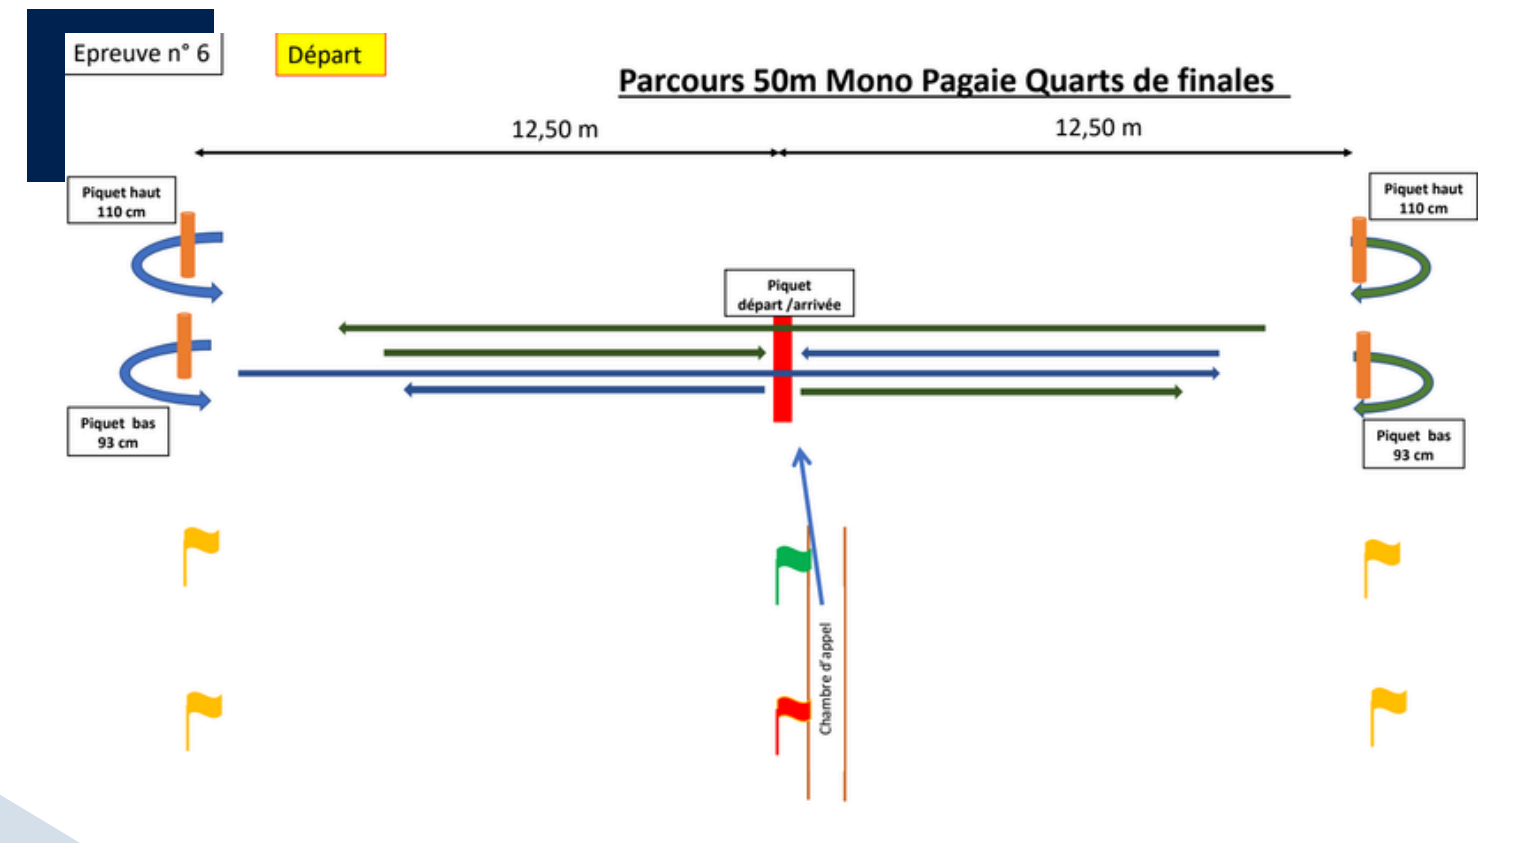 Epreuve n° 6
Départ
Parcours 50m Mono Pagaie Quarts de finales
12,50 m
12,50 m
Piquet haut
110 cm
Piquet haut
110 cm
Piquet
départ /arrivée
Piquet bas
93 cm
Piquet bas
93 cm
Chambre d'appel